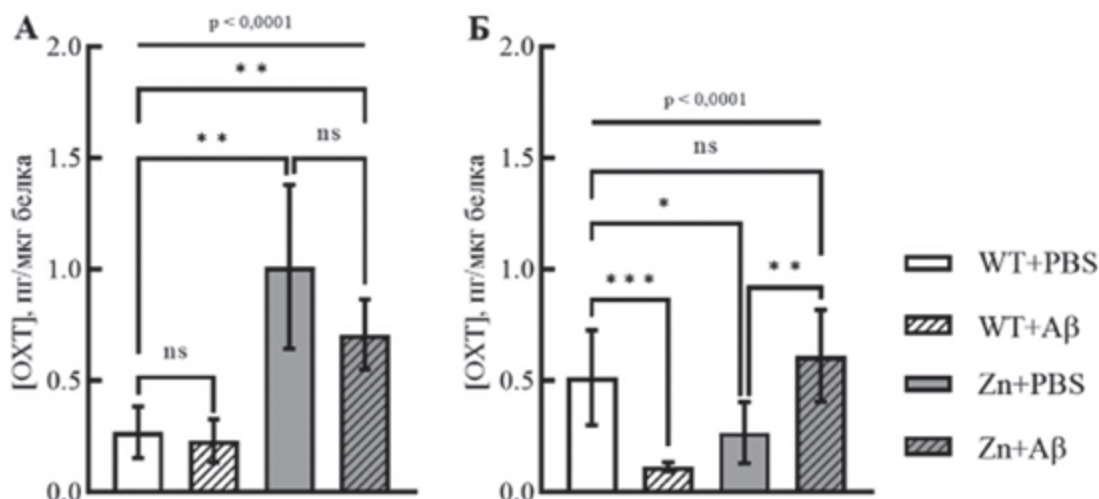 А
p < 0,0001
2.0
* *
* *
ns
1.5
1.0
ns
0.5
0.0
[ОХТ], пг/мкг белка
Б
p < 0,0001
2.0
ns
1.5
*
1.0
* * *
* *
0.5
0.0
[ОХТ], пг/мкг белка
WT+PBS
WT+Aβ
Zn+PBS
Zn+Aβ